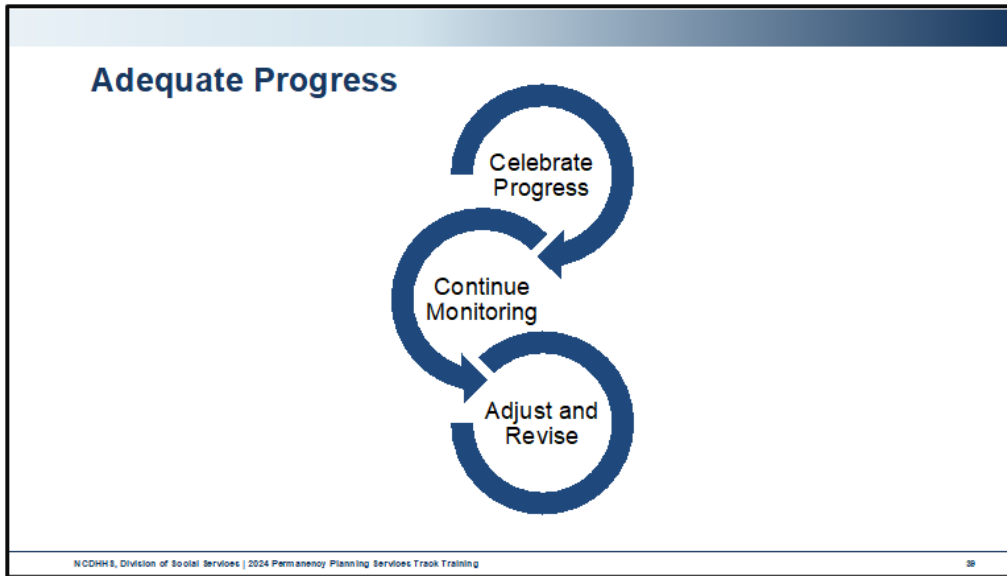 Adequate Progress
Celebrate
Progress
Continue
Monitoring
Adjust and
Revise
NCDHHS, Division of Social Services | 2024 Permanency Planning Services Track Training
39